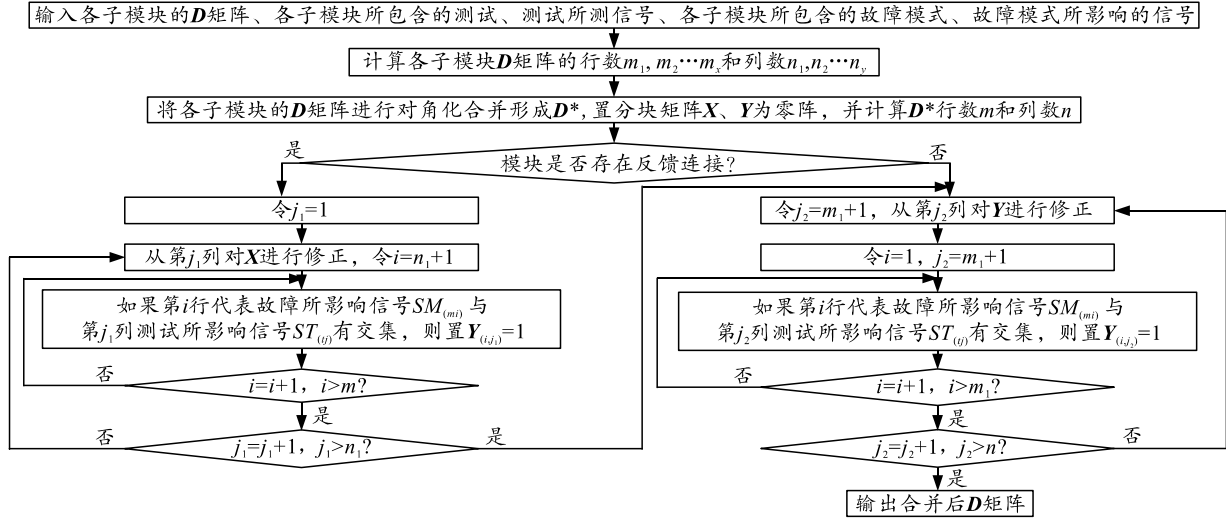 输入各子模块的D矩阵、各子模块所包含的测试、测试所测信号、各子模块所包含的故障模式、故障模式所影响的信号
计算各子模块D矩阵的行数m₁,m₂⋯mₓ和列数n₁,n₂⋯n_y
将各子模块的D矩阵进行对角化合并形成D*,置分块矩阵X、Y为零阵，并计算D*行数m和列数n
模块是否存在反馈连接?
是
否
令j₁=1
从第j₁列对X进行修正，令i=n₁+1
如果第i行代表故障所影响信号SM₍mi₎与
第j₁列测试所影响信号ST₍tj₎有交集，则置Y₍i,j₁₎=1
i=i+1，i>m?
否
是
j₁=j₁+1，j₁>n₁?
否
是
令j₂=m₁+1，从第j₂列对Y进行修正
令i=1, j₂=m₁+1
如果第i行代表故障所影响信号SM₍mi₎与
第j₂列测试所影响信号ST₍tj₎有交集，则置Y₍i,j₂₎=1
i=i+1，i>m₁?
否
是
j₂=j₂+1，j₂>n?
否
是
输出合并后D矩阵